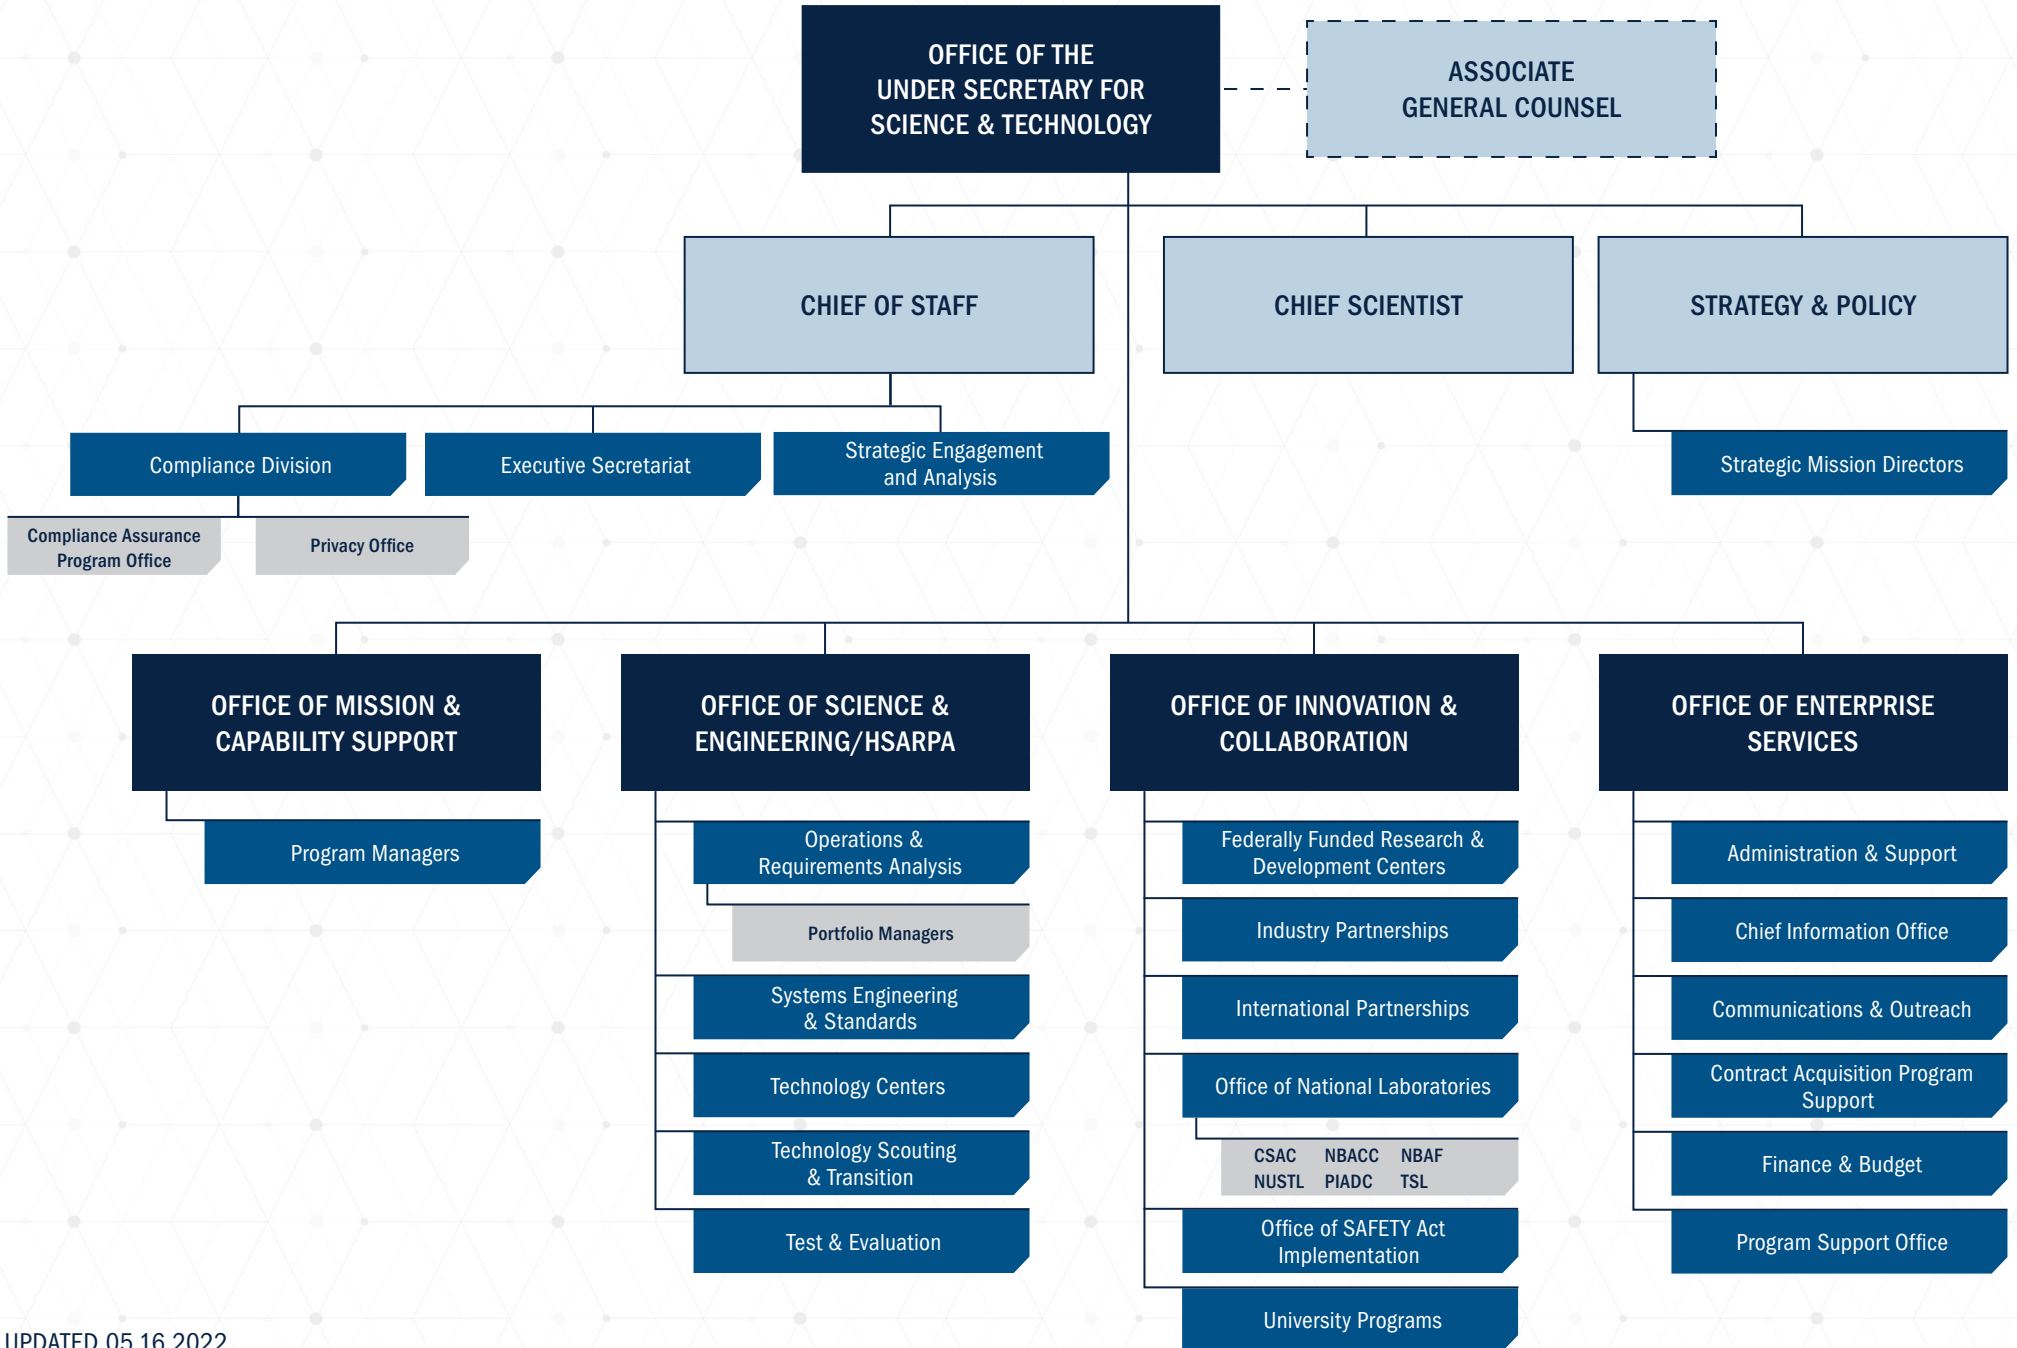 OFFICE OF THE
UNDER SECRETARY FOR
SCIENCE & TECHNOLOGY
ASSOCIATE
GENERAL COUNSEL
CHIEF OF STAFF
CHIEF SCIENTIST
STRATEGY & POLICY
Compliance Division
Executive Secretariat
Strategic Engagement
and Analysis
Strategic Mission Directors
Compliance Assurance
Program Office
Privacy Office
OFFICE OF MISSION &
CAPABILITY SUPPORT
Program Managers
OFFICE OF SCIENCE &
ENGINEERING/HSARPA
Operations &
Requirements Analysis
Portfolio Managers
Systems Engineering
& Standards
Technology Centers
Technology Scouting
& Transition
Test & Evaluation
OFFICE OF INNOVATION &
COLLABORATION
Federally Funded Research &
Development Centers
Industry Partnerships
International Partnerships
Office of National Laboratories
CSAC NBACC NBAF
NUSTL PIADC TSL
Office of SAFETY Act
Implementation
University Programs
OFFICE OF ENTERPRISE
SERVICES
Administration & Support
Chief Information Office
Communications & Outreach
Contract Acquisition Program
Support
Finance & Budget
Program Support Office
UPDATED 05.16.2022